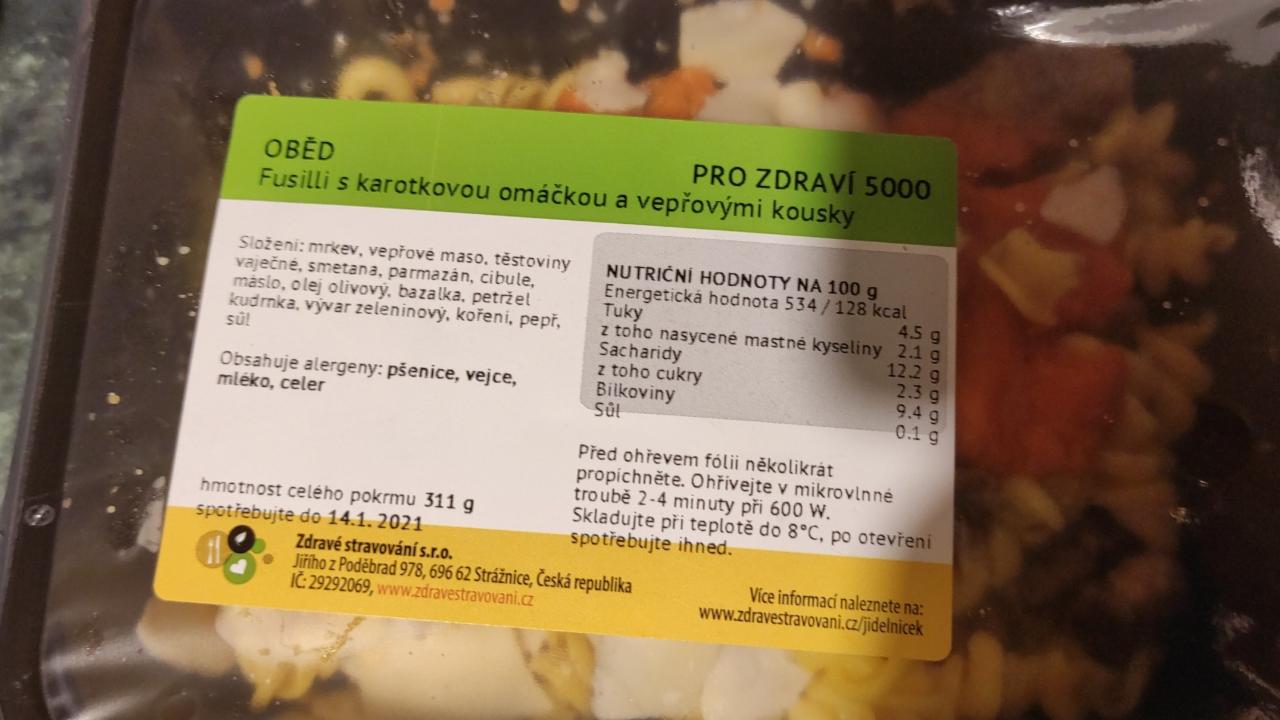 OBĚD
PRO ZDRAVÍ 5000
Fusilli s karotkovou omáčkou a vepřovými kousky
Složení: mrkev, vepřové maso, těstoviny
vaječné, smetana, parmazán, cibule,
máslo, olej olivový, bazalka, petržel
kudrnka, vývar zeleninový, koření, pepř,
sůl
Obsahuje alergeny: pšenice, vejce,
mléko, celer
hmotnost celého pokrmu 311 g
spotřebujte do 14.1. 2021
NUTRIČNÍ HODNOTY NA 100 g
Energetická hodnota 534 / 128 kcal
Tuky 4.5 g
z toho nasycené mastné kyseliny 2.1 g
Sacharidy 12.2 g
z toho cukry 2.3 g
Bílkoviny 9.4 g
Sůl 0.1 g
Před ohřevem fólii několikrát
propíchněte. Ohřívejte v mikrovlnné
troubě 2-4 minuty při 600 W.
Skladujte při teplotě do 8°C, po otevření
spotřebujte ihned.
Zdravé stravování s.r.o.
Jiřího z Poděbrad 978, 696 62 Strážnice, Česká republika
IČ: 29292069, www.zdravestravovani.cz
Více informací naleznete na:
www.zdravestravovani.cz/jidelnicek